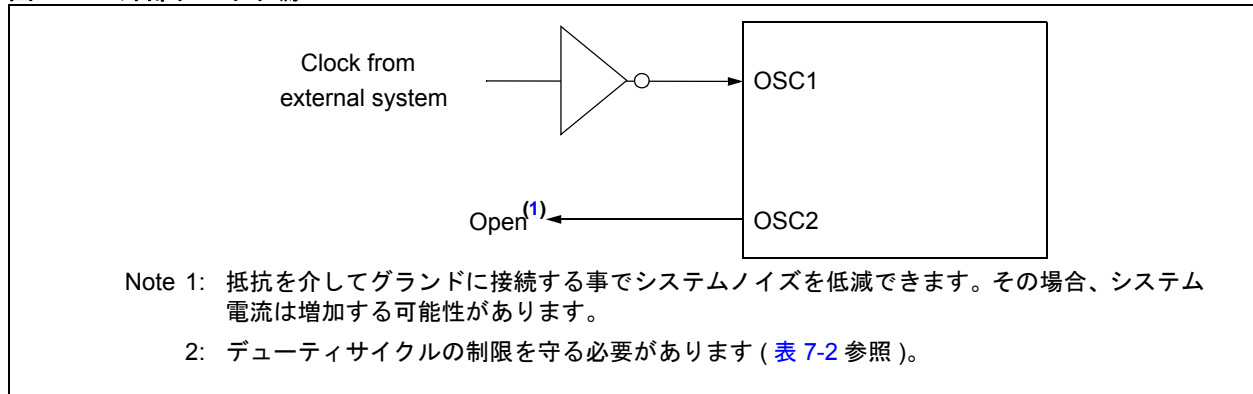 Clock from
external system
OSC1
Open(1)
OSC2
Note 1: 抵抗を介してグランドに接続する事でシステムノイズを低減できます。その場合、システム
電流は増加する可能性があります。
2: デューティサイクルの制限を守る必要があります ( 表 7-2 参照 )。